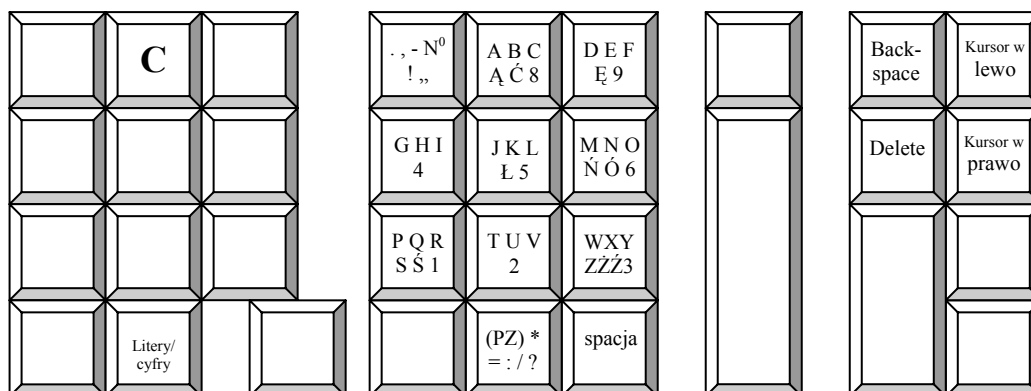 C
. , - N⁰
! „
A B C
Ą Ć 8
D E F
Ę 9
Back-
space
Kursor w
lewo
G H I
4
J K L
Ł 5
M N O
Ń Ó 6
Delete
Kursor w
prawo
P Q R
S Ś 1
T U V
2
WXY
ZŻŹ3
Litery/
cyfry
(PZ) *
= : / ?
spacja